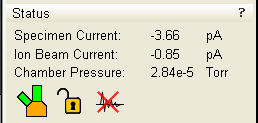 Status ?
Specimen Current: -3.66 pA
Ion Beam Current: -0.85 pA
Chamber Pressure: 2.84e-5 Torr